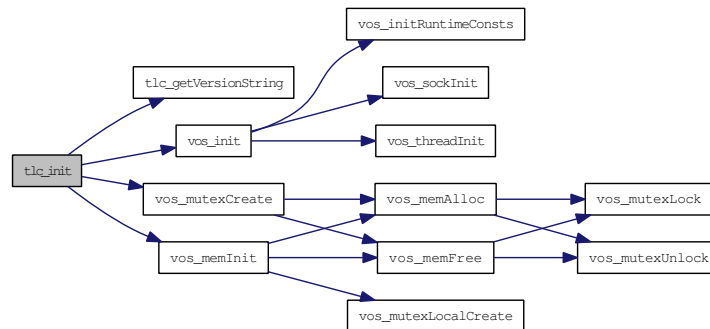 vos_initRuntimeConsts
tlc_getVersionString
vos_sockInit
vos_init
vos_threadInit
tlc_init
vos_mutexCreate
vos_memAlloc
vos_mutexLock
vos_memInit
vos_memFree
vos_mutexUnlock
vos_mutexLocalCreate